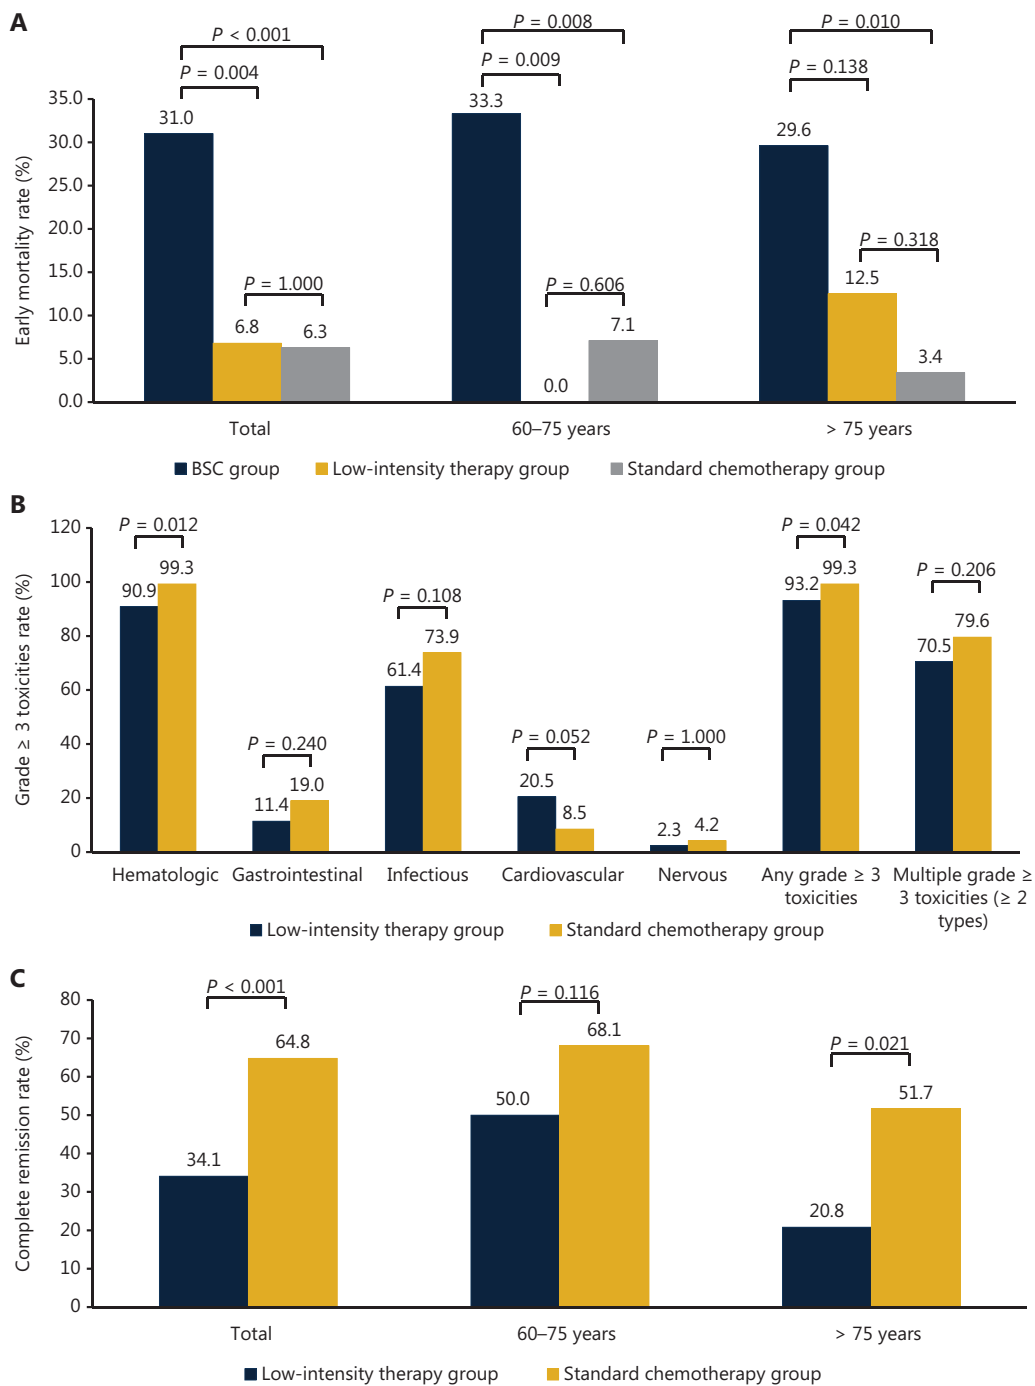 A
P < 0.001
P = 0.004
P = 0.008
P = 0.009
P = 0.010
P = 0.138
Early mortality rate (%)
35.0
30.0
25.0
20.0
15.0
10.0
5.0
0.0
31.0
P = 1.000
6.8
6.3
33.3
P = 0.606
0.0
7.1
29.6
P = 0.318
12.5
3.4
Total
60–75 years
> 75 years
BSC group
Low-intensity therapy group
Standard chemotherapy group
B
Grade ≥ 3 toxicities rate (%)
120
100
80
60
40
20
0
P = 0.012
90.9
99.3
P = 0.240
11.4
19.0
P = 0.108
61.4
73.9
P = 0.052
20.5
8.5
P = 1.000
2.3
4.2
P = 0.042
93.2
99.3
P = 0.206
70.5
79.6
Hematologic
Gastrointestinal
Infectious
Cardiovascular
Nervous
Any grade ≥ 3
toxicities
Multiple grade ≥
3 toxicities (≥ 2
types)
Low-intensity therapy group
Standard chemotherapy group
C
Complete remission rate (%)
80
70
60
50
40
30
20
10
0
P < 0.001
34.1
64.8
P = 0.116
50.0
68.1
P = 0.021
20.8
51.7
Total
60–75 years
> 75 years
Low-intensity therapy group
Standard chemotherapy group